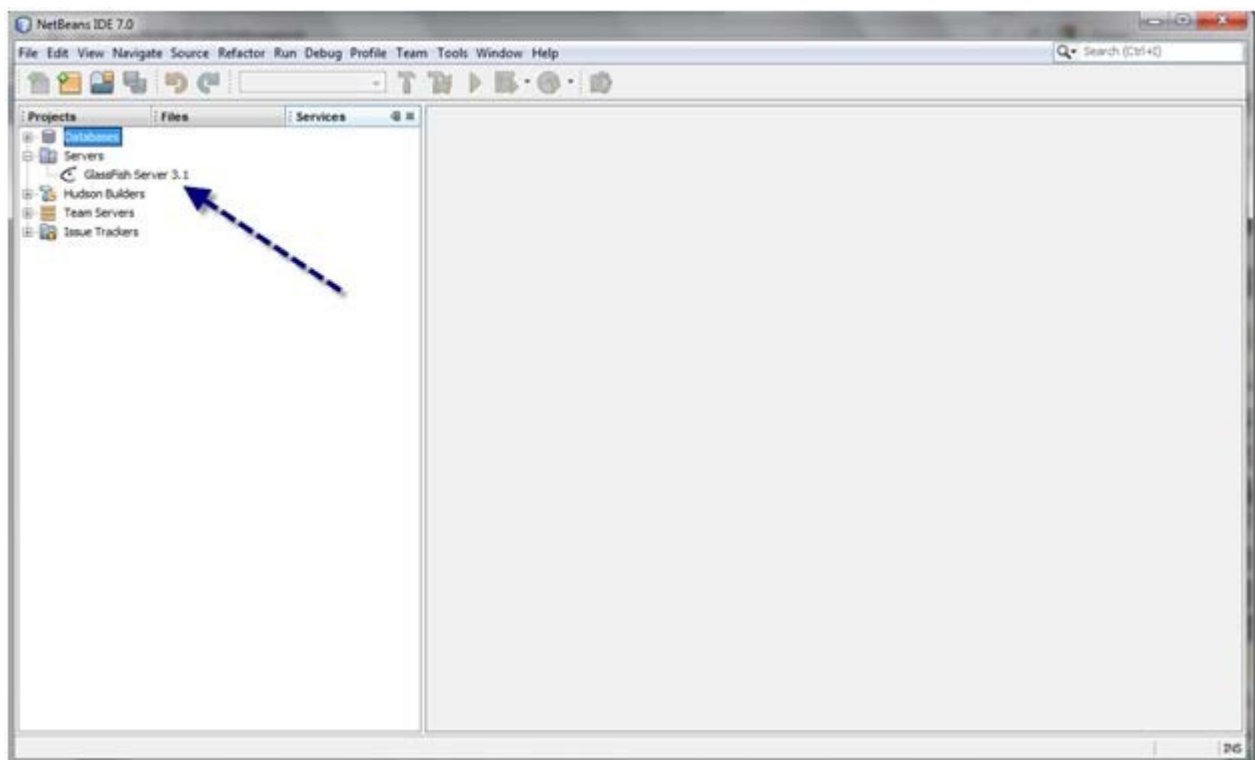 NetBeans IDE 7.0
File Edit View Navigate Source Refactor Run Debug Profile Team Tools Window Help Search (Ctrl+I)
Projects Files Services
Databases
Servers
GlassFish Server 3.1
Hudson Builders
Team Servers
Issue Trackers
INS